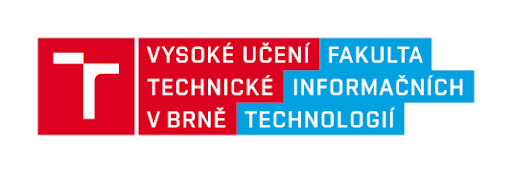 VYSOKÉ UČENÍ FAKULTA
TECHNICKÉ INFORMAČNÍCH
V BRNĚ TECHNOLOGIÍ